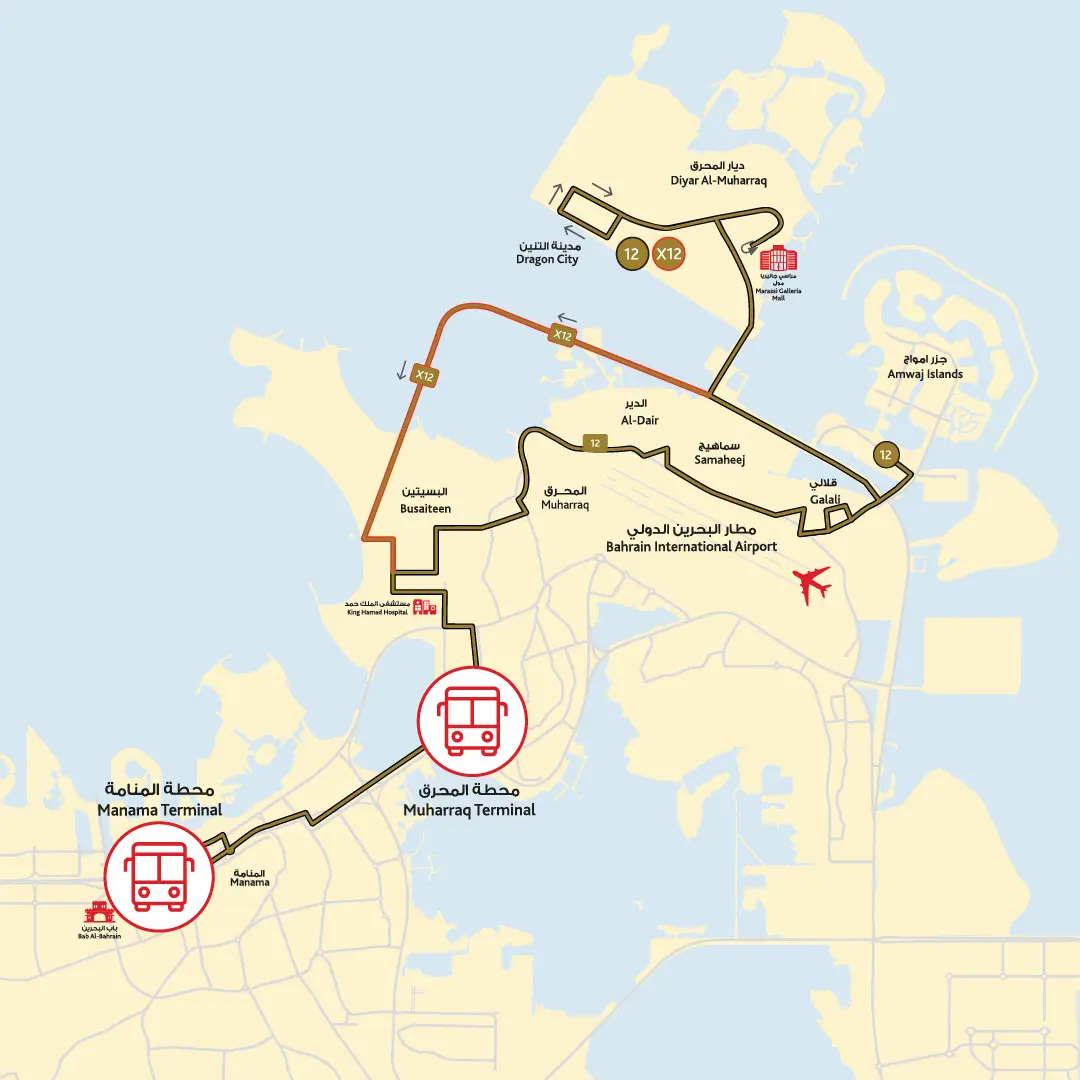 ديار المحرق
Diyar Al-Muharraq
مدينة التنين
Dragon City
12
X12
مراسي جاليريا
مول
Marassi Galleria
Mall
X12
X12
جزر امواج
Amwaj Islands
الدير
Al-Dair
12
سماهيج
Samaheej
12
قلالي
Galali
البسيتين
Busaiteen
المحرق
Muharraq
مطار البحرين الدولي
Bahrain International Airport
مستشفى الملك حمد
King Hamad Hospital
محطة المنامة
Manama Terminal
محطة المحرق
Muharraq Terminal
المنامة
Manama
باب البحرين
Bab Al-Bahrain